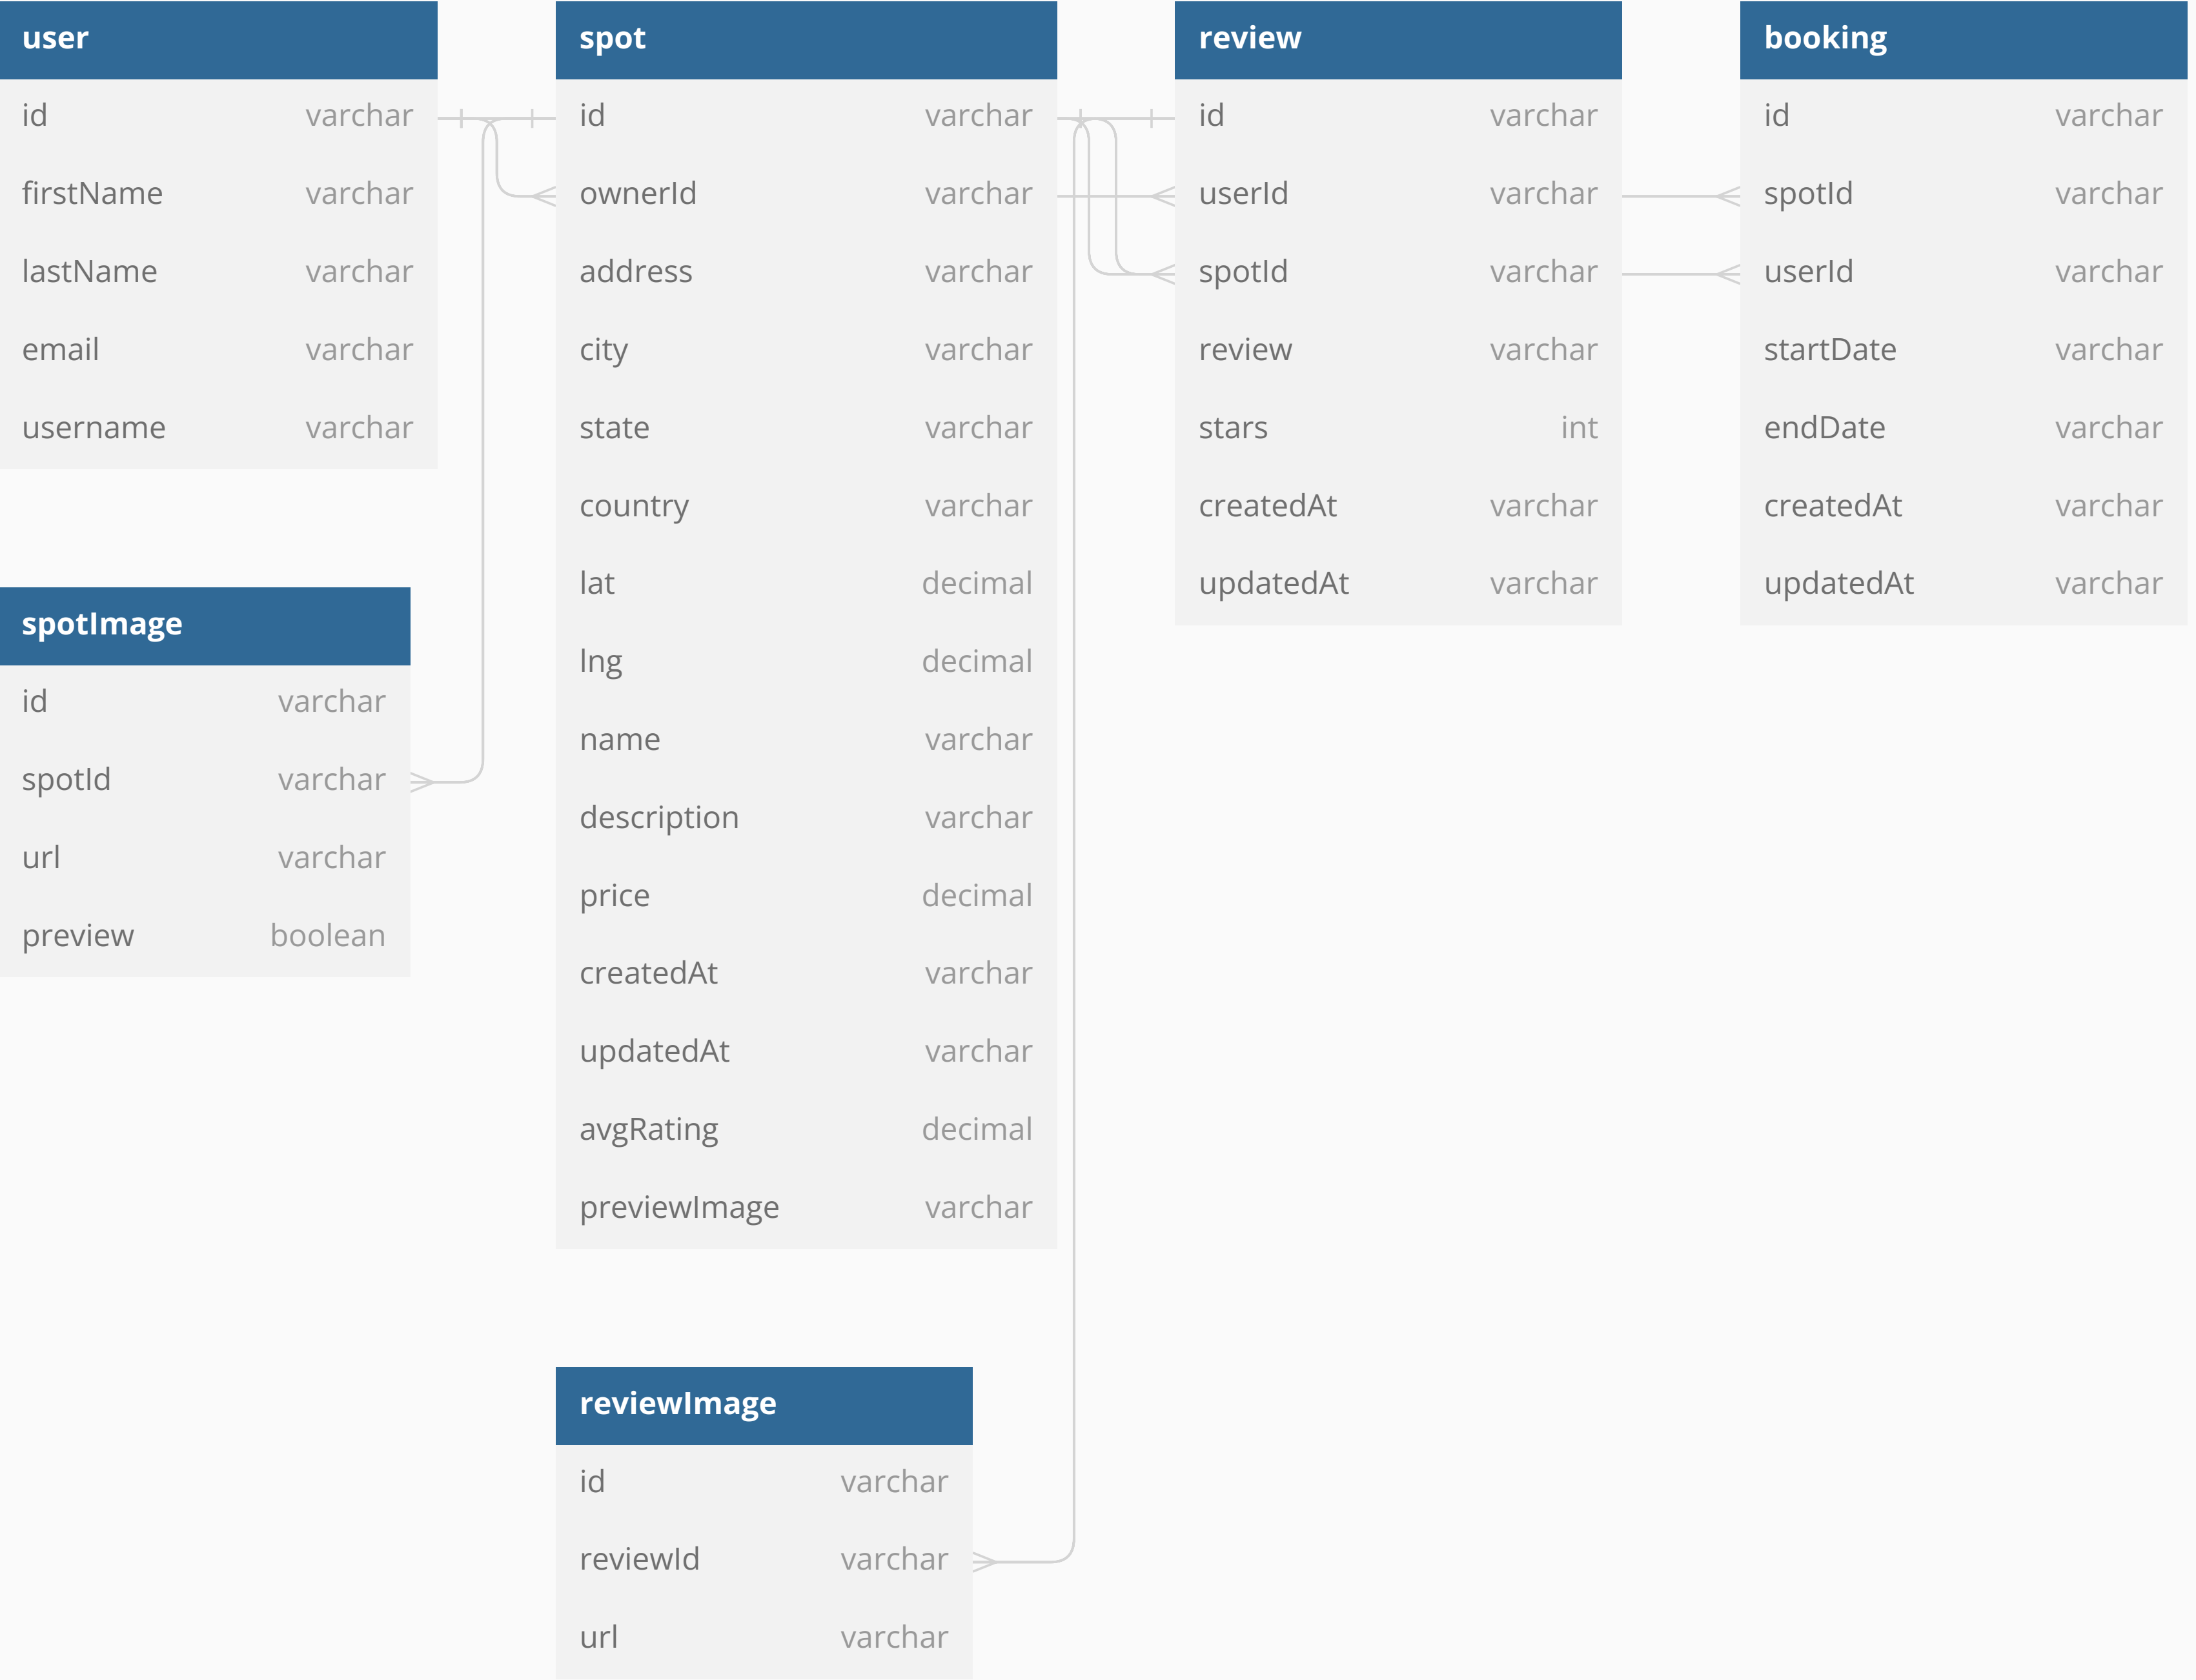 user
id varchar
firstName varchar
lastName varchar
email varchar
username varchar
spotImage
id varchar
spotId varchar
url varchar
preview boolean
spot
id varchar
ownerId varchar
address varchar
city varchar
state varchar
country varchar
lat decimal
lng decimal
name varchar
description varchar
price decimal
createdAt varchar
updatedAt varchar
avgRating decimal
previewImage varchar
reviewImage
id varchar
reviewId varchar
url varchar
review
id varchar
userId varchar
spotId varchar
review varchar
stars int
createdAt varchar
updatedAt varchar
booking
id varchar
spotId varchar
userId varchar
startDate varchar
endDate varchar
createdAt varchar
updatedAt varchar